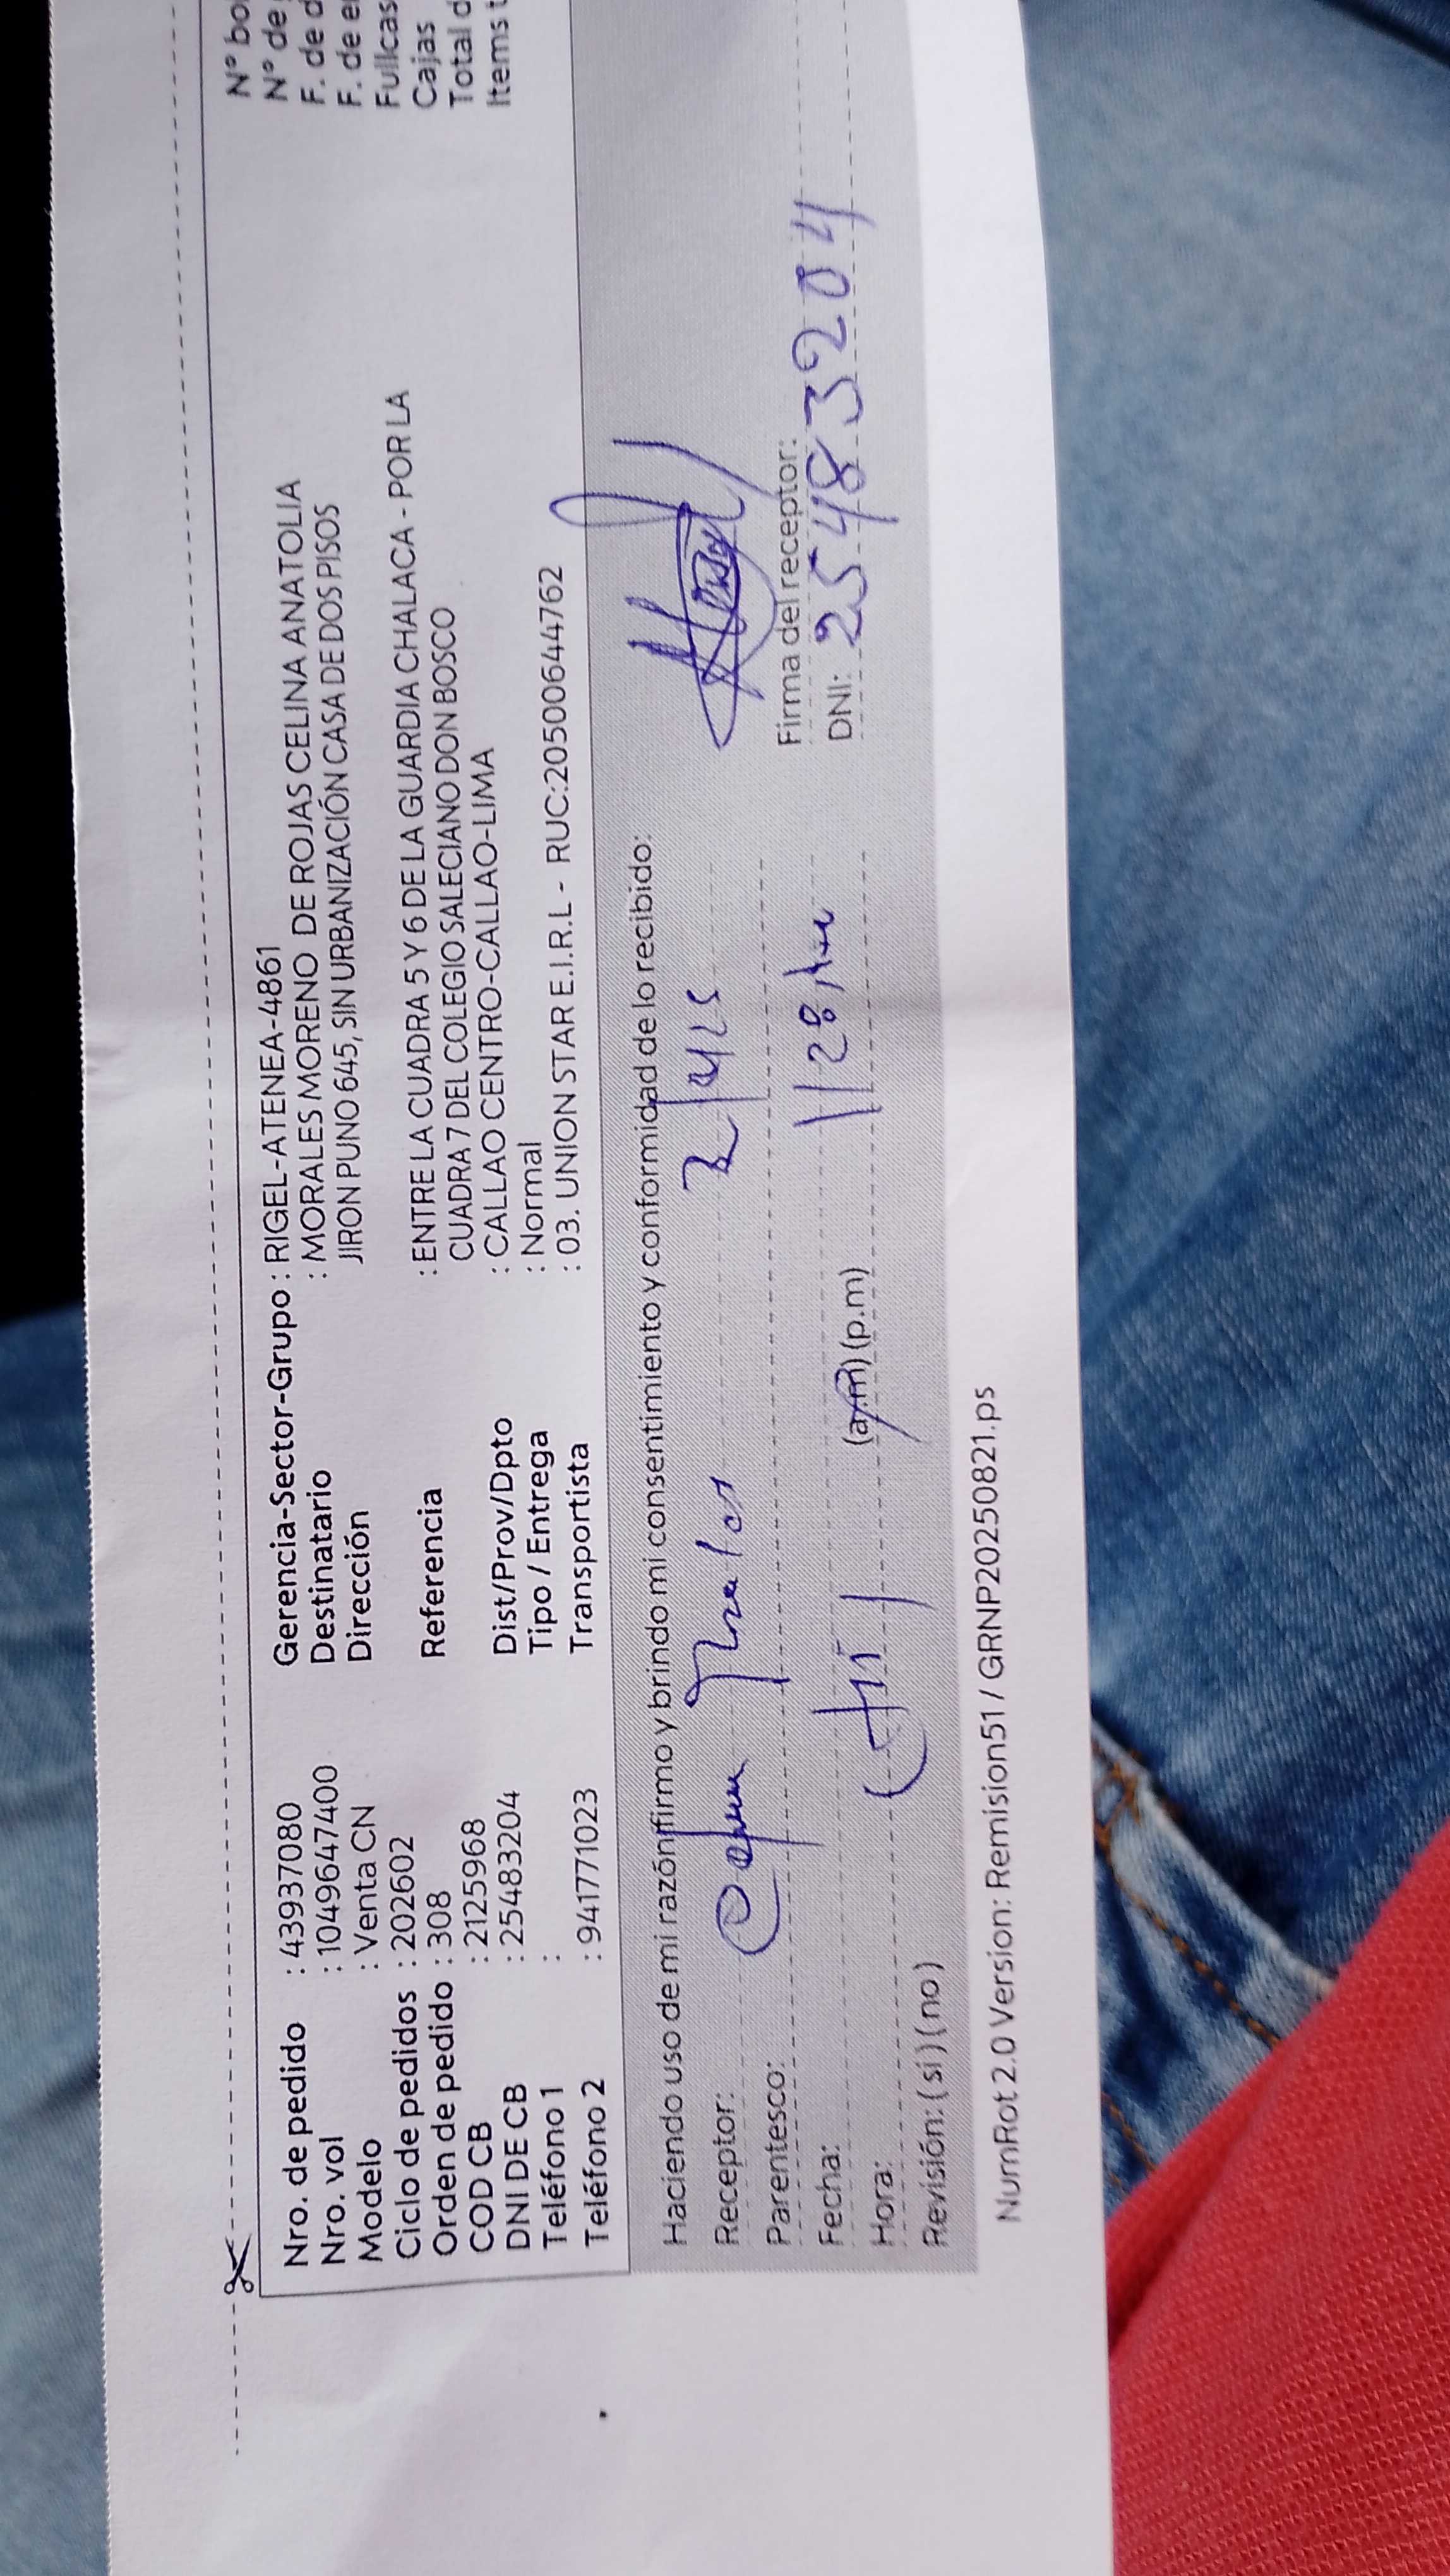 Nro. de pedido : 43937080
Nro. vol : 1049647400
Modelo : Venta CN
Ciclo de pedidos : 202602
Orden de pedido : 308
COD CB : 2125968
DNI DE CB : 25483204
Teléfono 1 :
Teléfono 2 : 941771023
Gerencia-Sector-Grupo : RIGEL-ATENEA-4861
Destinatario : MORALES MORENO DE ROJAS CELINA ANATOLIA
Dirección JIRON PUNO 645, SIN URBANIZACIÓN CASA DE DOS PISOS
Referencia : ENTRE LA CUADRA 5 Y 6 DE LA GUARDIA CHALACA - POR LA
CUADRA 7 DEL COLEGIO SALECIANO DON BOSCO
Dist/Prov/Dpto : CALLAO CENTRO-CALLAO-LIMA
Tipo / Entrega : Normal
Transportista : 03. UNION STAR E.I.R.L - RUC:20500644762
N° bo
N° de
F. de d
F. de e
Fullcas
Cajas
Total d
Items t
Haciendo uso de mi razón firmo y brindo mi consentimiento y conformidad de lo recibido:
Receptor:
Parentesco:
Fecha:
Hora: (a.m) (p.m)
Revisión: (si) (no)
Firma del receptor:
DNI: 25483204
NumRot 2.0 Version: Remision51 / GRNP20250821.ps